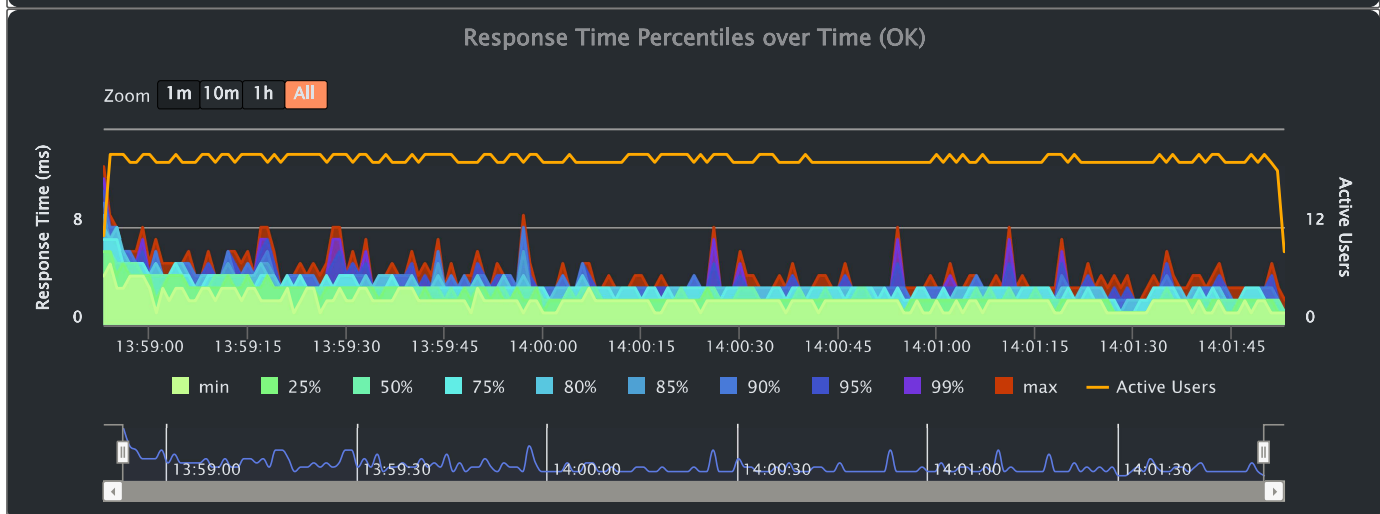 Response Time Percentiles over Time (OK)
Zoom 1m 10m 1h All
Response Time (ms)
Active Users
8 12
0 0
13:59:00 13:59:15 13:59:30 13:59:45 14:00:00 14:00:15 14:00:30 14:00:45 14:01:00 14:01:15 14:01:30 14:01:45
min 25% 50% 75% 80% 85% 90% 95% 99% max Active Users
13:59:00 13:59:30 14:00:00 14:00:30 14:01:00 14:01:30